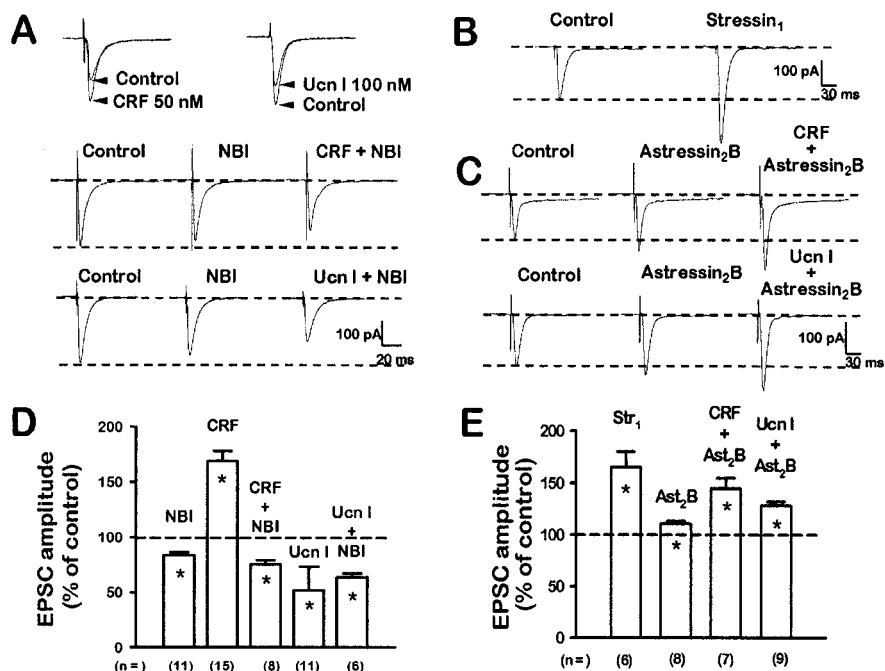 A
Control
CRF 50 nM
Ucn I 100 nM
Control
Control
NBI
CRF + NBI
Control
NBI
Ucn I + NBI
100 pA
20 ms
B
Control
Stressin1
100 pA
30 ms
C
Control
Astressin2B
CRF
+
Astressin2B
Control
Astressin2B
Ucn I
+
Astressin2B
100 pA
30 ms
D
EPSC amplitude
(% of control)
200
150
100
50
0
NBI
CRF
CRF
+
NBI
Ucn I
Ucn I
+
NBI
*
*
*
*
*
(n = )
(11)
(15)
(8)
(11)
(6)
E
EPSC amplitude
(% of control)
200
150
100
50
0
Str1
Ast2B
CRF
+
Ast2B
Ucn I
+
Ast2B
*
*
*
*
(n = )
(6)
(8)
(7)
(9)